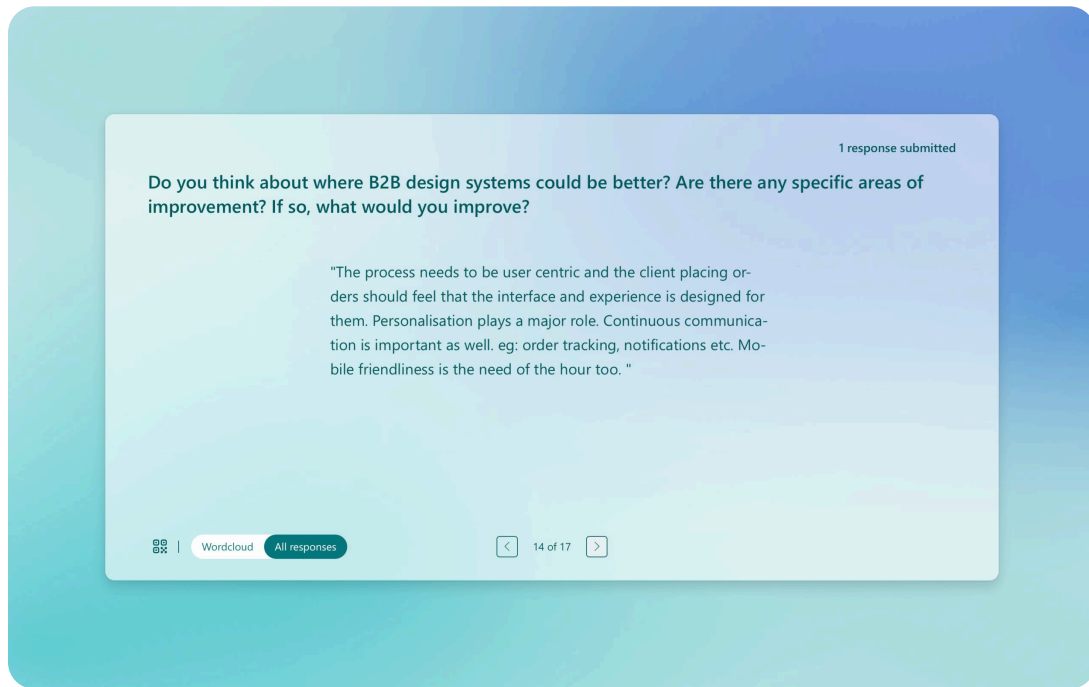 1 response submitted
Do you think about where B2B design systems could be better? Are there any specific areas of
improvement? If so, what would you improve?
"The process needs to be user centric and the client placing or-
ders should feel that the interface and experience is designed for
them. Personalisation plays a major role. Continuous communica-
tion is important as well. eg: order tracking, notifications etc. Mo-
bile friendliness is the need of the hour too. "
Wordcloud All responses 14 of 17